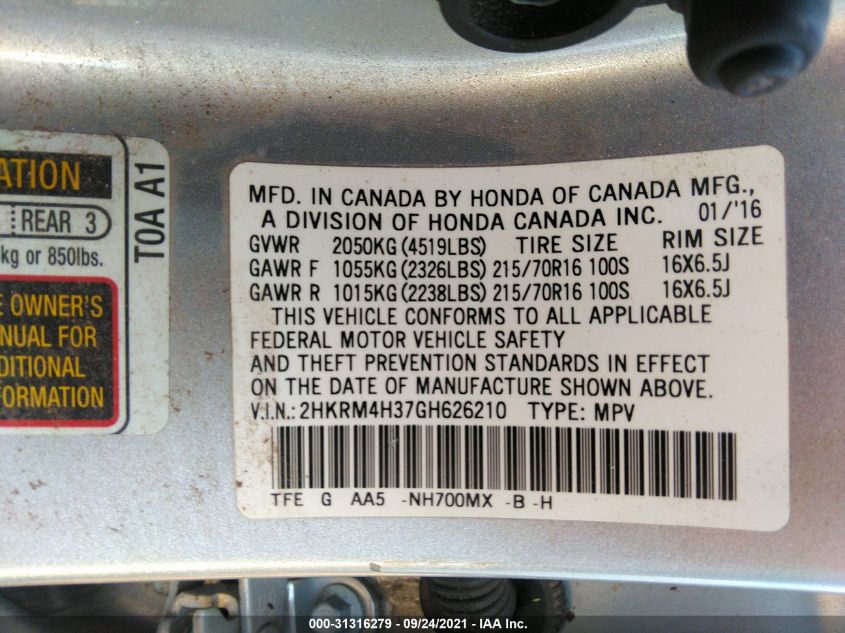 ATION
REAR 3
kg or 850lbs.
E OWNER'S
NUAL FOR
DITIONAL
FORMATION
T0A A1
MFD. IN CANADA BY HONDA OF CANADA MFG.,
A DIVISION OF HONDA CANADA INC. 01/'16
GVWR 2050KG (4519LBS) TIRE SIZE RIM SIZE
GAWR F 1055KG (2326LBS) 215/70R16 100S 16X6.5J
GAWR R 1015KG (2238LBS) 215/70R16 100S 16X6.5J
THIS VEHICLE CONFORMS TO ALL APPLICABLE
FEDERAL MOTOR VEHICLE SAFETY
AND THEFT PREVENTION STANDARDS IN EFFECT
ON THE DATE OF MANUFACTURE SHOWN ABOVE.
V.I.N.: 2HKRM4H37GH626210 TYPE: MPV
TFE G AA5 -NH700MX -B -H
000-31316279 - 09/24/2021 - IAA Inc.